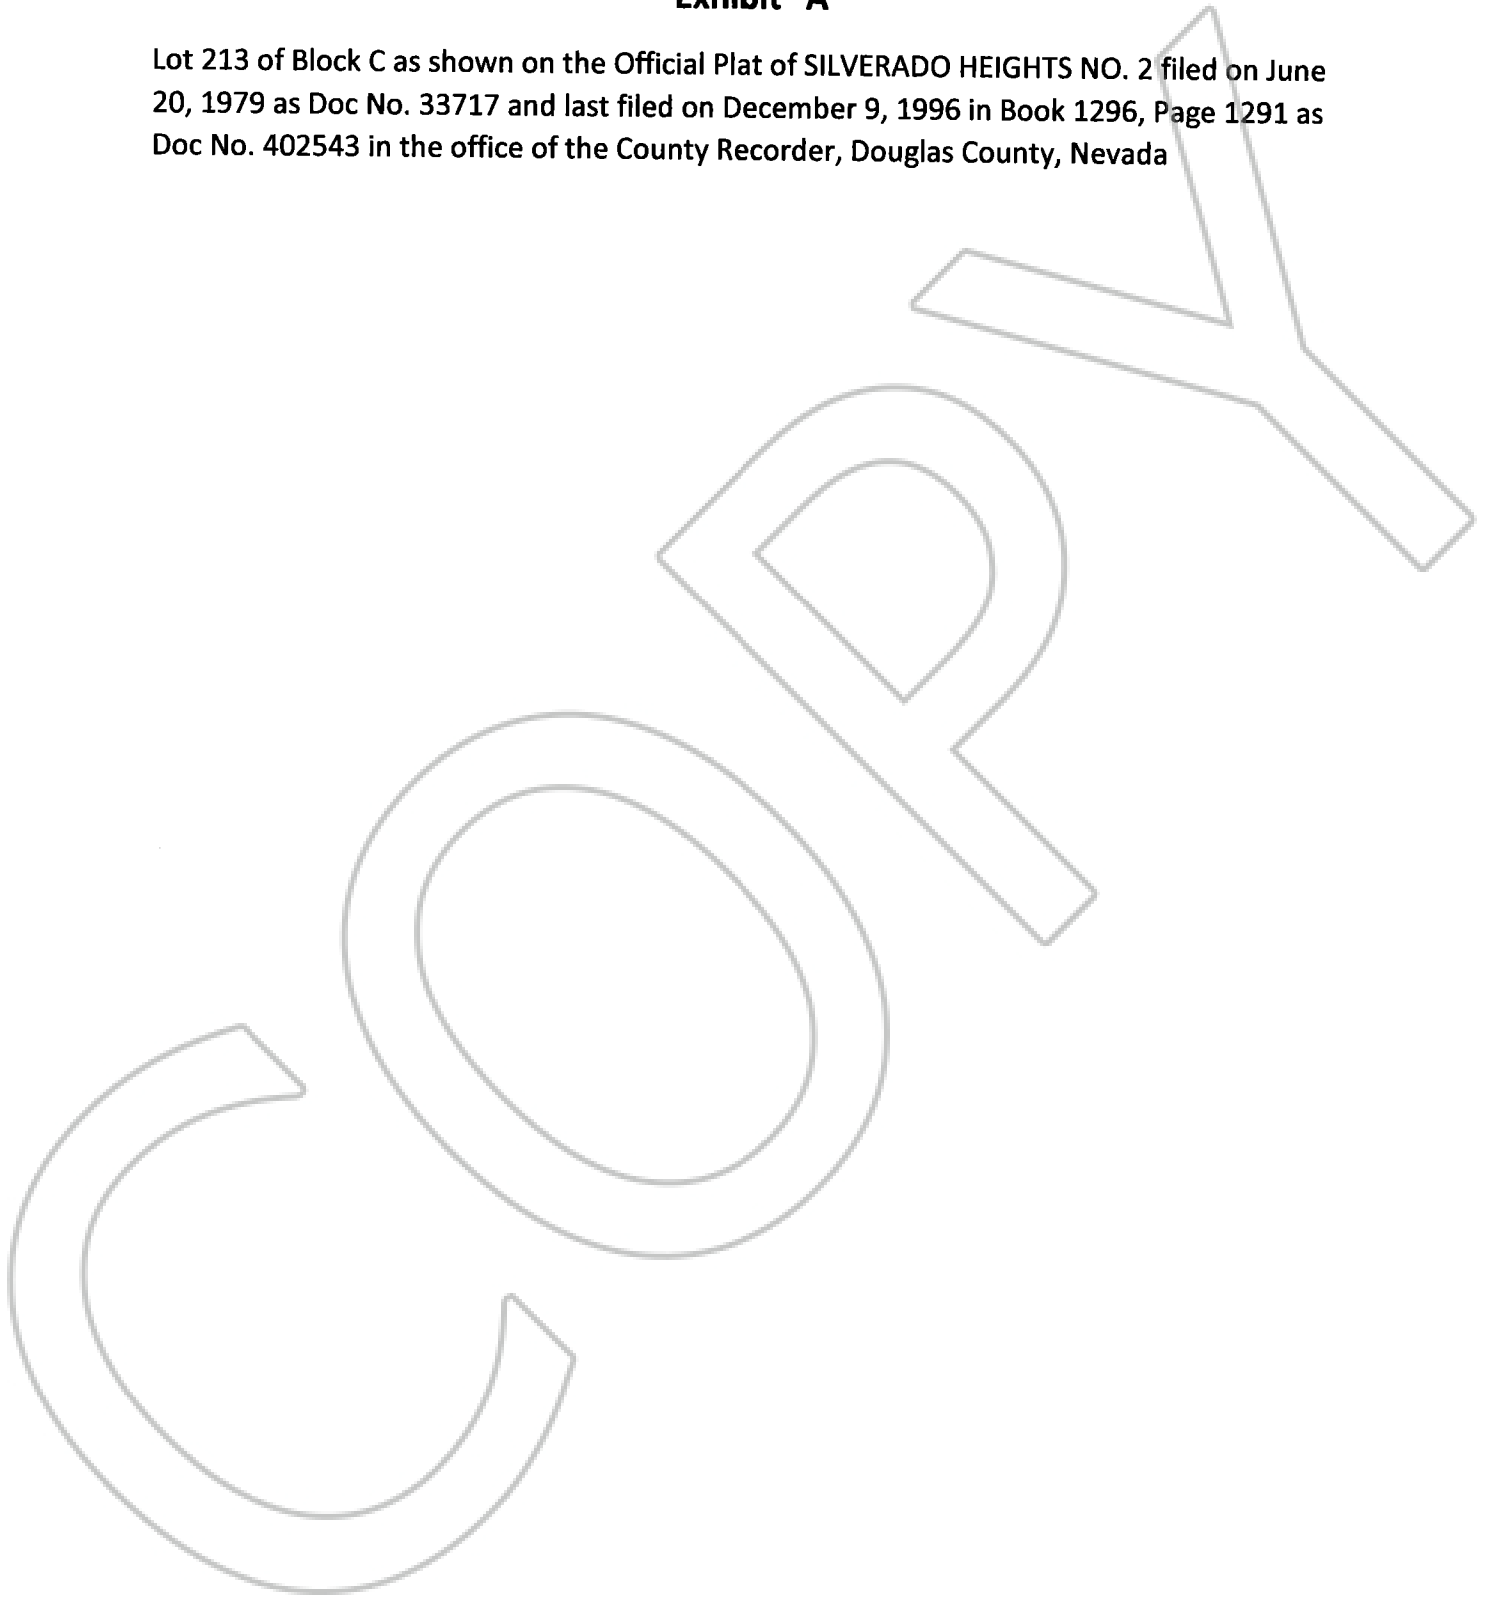 Exhibit "A
Lot 213 of Block C as shown on the Official Plat of SILVERADO HEIGHTS NO. 2 filed on June
20, 1979 as Doc No. 33717 and last filed on December 9, 1996 in Book 1296, Page 1291 as
Doc No. 402543 in the office of the County Recorder, Douglas County, Nevada
COPY